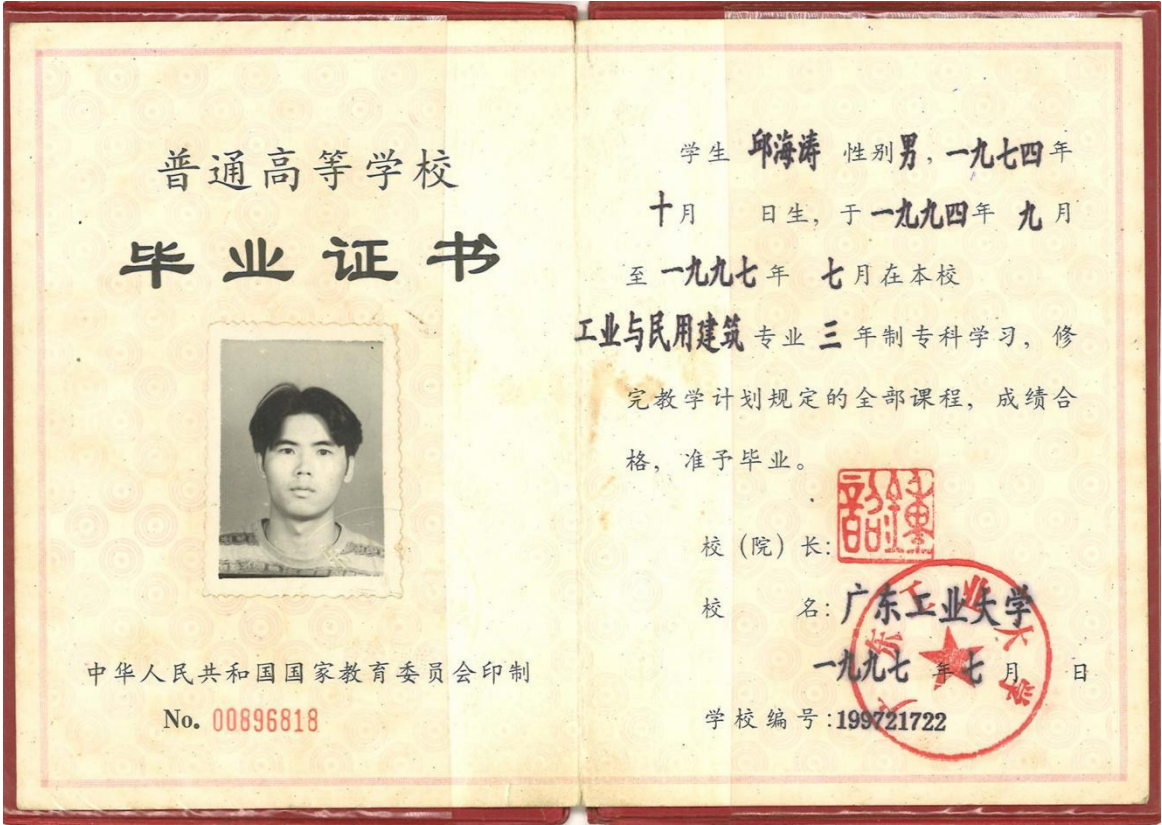 普通高等学校
毕业证书
中华人民共和国国家教育委员会印制
No. 00896818
学生 邱海涛 性别男，一九七四年
十月 日生，于一九九四年 九月
至一九九七年 七月在本校
工业与民用建筑专业三年制专科学习，修
完教学计划规定的全部课程，成绩合
格，准予毕业。
校（院）长：
校 名：广东工业大学
一九九七 年七月 日
学校编号：199721722
广东工业大学